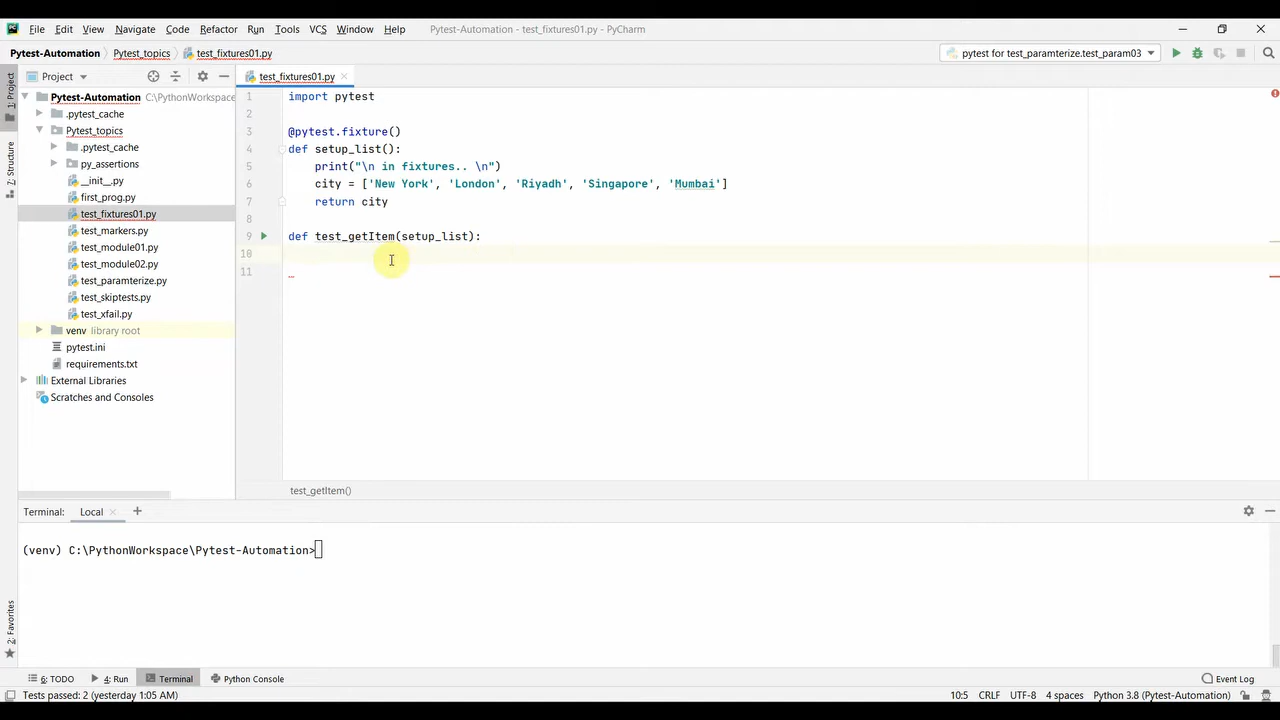 File Edit View Navigate Code Refactor Run Tools VCS Window Help Pytest-Automation - test_fixtures01.py - PyCharm
Pytest-Automation Pytest_topics test_fixtures01.py pytest for test_paramterize.test_param03
1: Project
7: Structure
2: Favorites
Project
Pytest-Automation C:\PythonWorkspace
.pytest_cache
Pytest_topics
.pytest_cache
py_assertions
__init__.py
first_prog.py
test_fixtures01.py
test_markers.py
test_module01.py
test_module02.py
test_paramterize.py
test_skiptests.py
test_xfail.py
venv library root
pytest.ini
requirements.txt
External Libraries
Scratches and Consoles
test_fixtures01.py
1 import pytest
2
3 @pytest.fixture()
4 def setup_list():
5 print("\n in fixtures.. \n")
6 city = ['New York', 'London', 'Riyadh', 'Singapore', 'Mumbai']
7 return city
8
9 def test_getItem(setup_list):
10
11
test_getItem()
Terminal: Local
(venv) C:\PythonWorkspace\Pytest-Automation>
6: TODO 4: Run Terminal Python Console Event Log
Tests passed: 2 (yesterday 1:05 AM) 10:5 CRLF UTF-8 4 spaces Python 3.8 (Pytest-Automation)